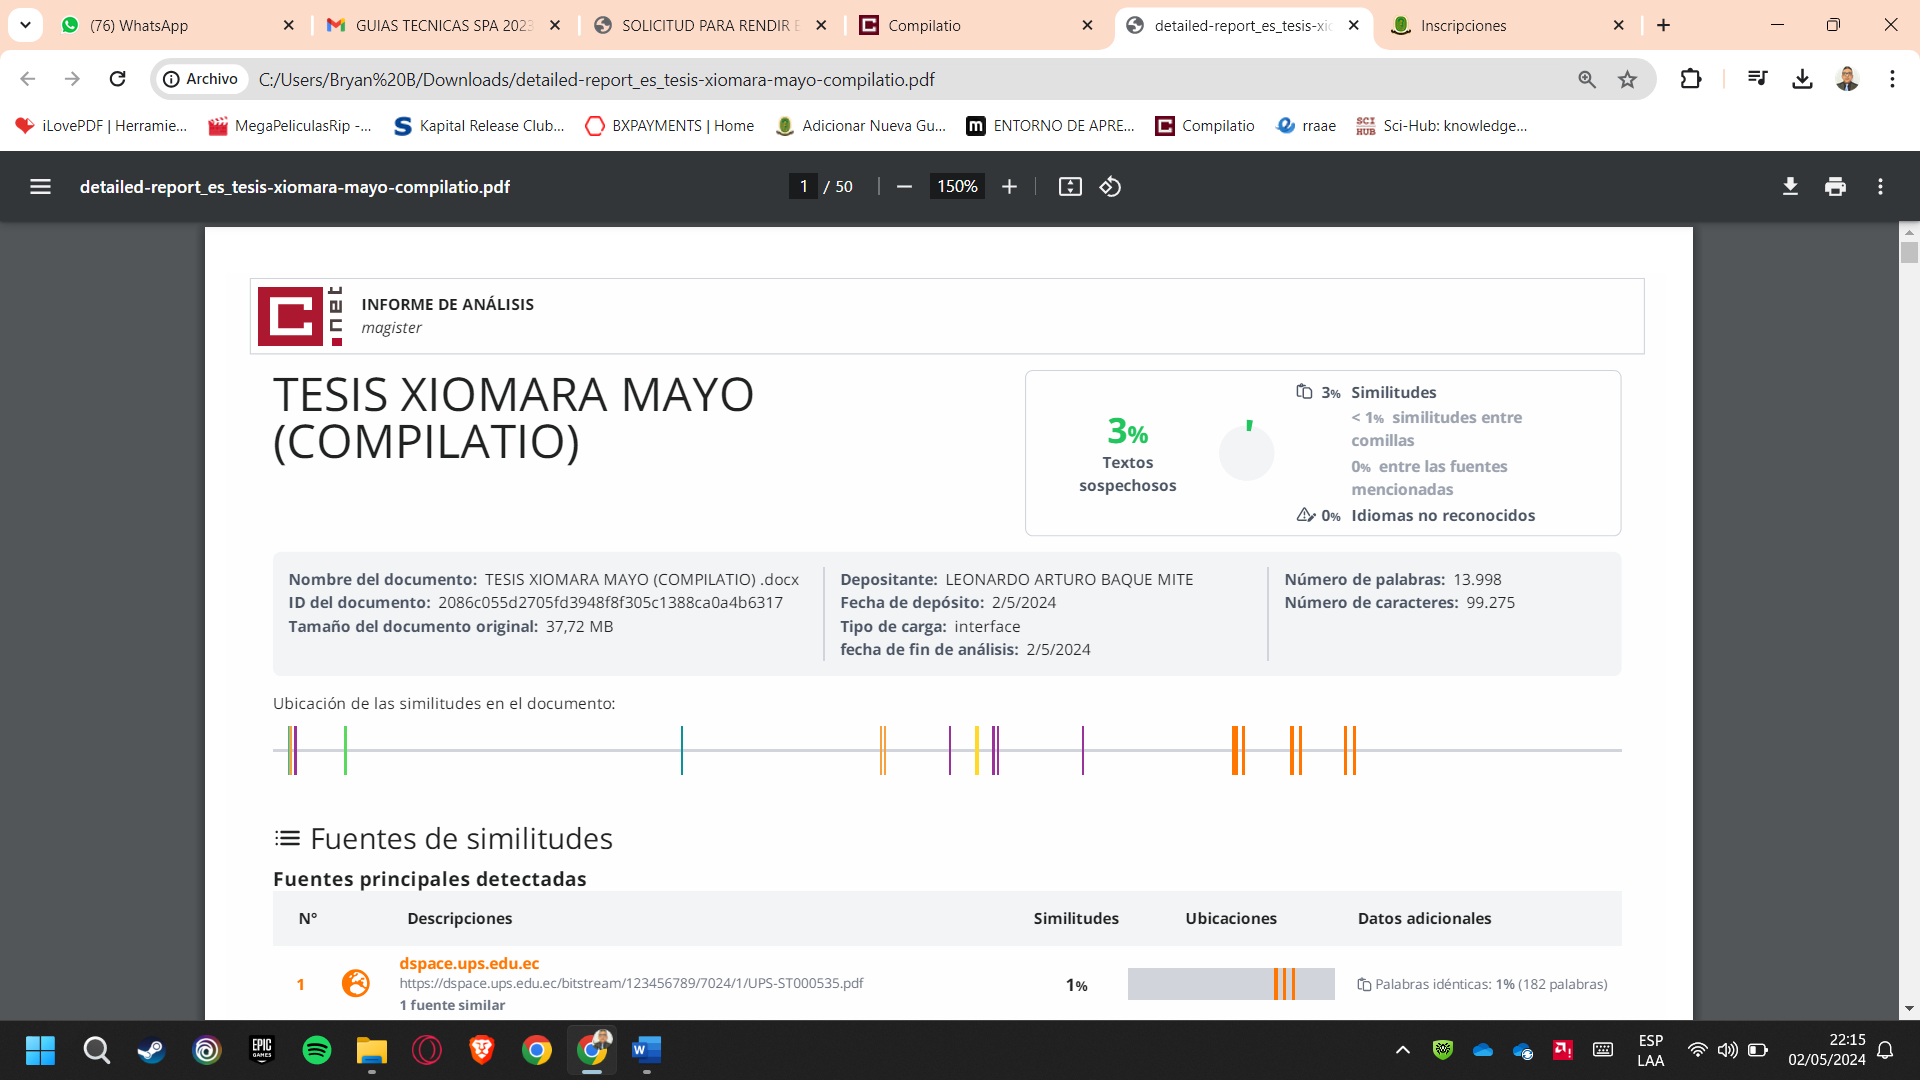 (76) WhatsApp
GUIAS TECNICAS SPA 2023
SOLICITUD PARA RENDIR E
Compilatio
detailed-report_es_tesis-xio
Inscripciones
Archivo
C:/Users/Bryan%20B/Downloads/detailed-report_es_tesis-xiomara-mayo-compilatio.pdf
iLovePDF | Herramie...
MegaPeliculasRip -...
Kapital Release Club...
BXPAYMENTS | Home
Adicionar Nueva Gu...
ENTORNO DE APRE...
Compilatio
rraae
Sci-Hub: knowledge...
detailed-report_es_tesis-xiomara-mayo-compilatio.pdf
1 / 50
150%
.net
INFORME DE ANÁLISIS
magister
TESIS XIOMARA MAYO
(COMPILATIO)
3%
Textos
sospechosos
3% Similitudes
< 1% similitudes entre
comillas
0% entre las fuentes
mencionadas
0% Idiomas no reconocidos
Nombre del documento: TESIS XIOMARA MAYO (COMPILATIO) .docx
ID del documento: 2086c055d2705fd3948f8f305c1388ca0a4b6317
Tamaño del documento original: 37,72 MB
Depositante: LEONARDO ARTURO BAQUE MITE
Fecha de depósito: 2/5/2024
Tipo de carga: interface
fecha de fin de análisis: 2/5/2024
Número de palabras: 13.998
Número de caracteres: 99.275
Ubicación de las similitudes en el documento:
Fuentes de similitudes
Fuentes principales detectadas
N° Descripciones Similitudes Ubicaciones Datos adicionales
1
dspace.ups.edu.ec
https://dspace.ups.edu.ec/bitstream/123456789/7024/1/UPS-ST000535.pdf
1 fuente similar
1%
Palabras idénticas: 1% (182 palabras)
EPIC
GAMES
ESP
LAA
22:15
02/05/2024